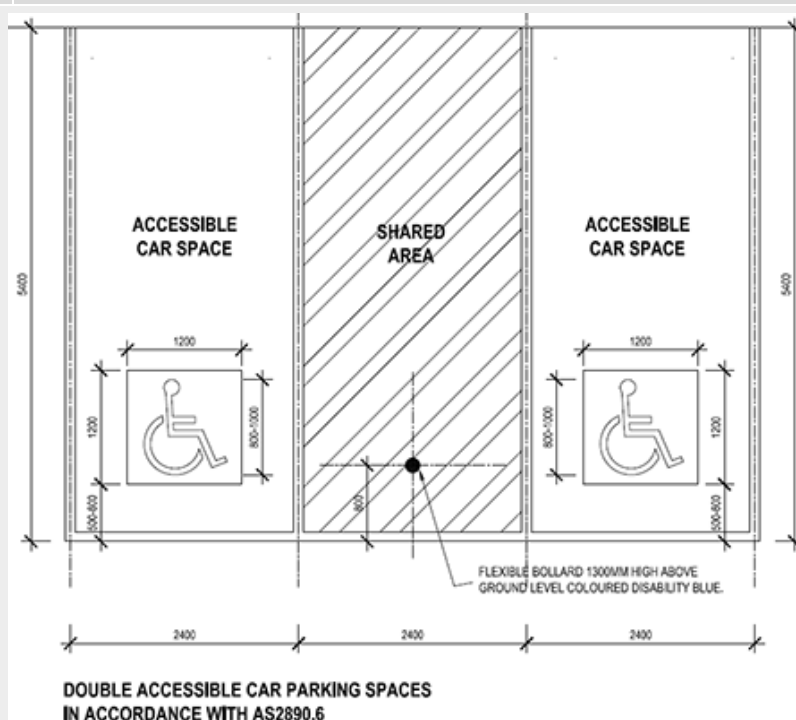 ACCESSIBLE
CAR SPACE
SHARED
AREA
ACCESSIBLE
CAR SPACE
5400
5400
1200
1200
1200
800-1000
800-1000
1200
500-600
800
500-600
FLEXIBLE BOLLARD 1300MM HIGH ABOVE
GROUND LEVEL COLOURED DISABILITY BLUE.
2400
2400
2400
DOUBLE ACCESSIBLE CAR PARKING SPACES
IN ACCORDANCE WITH AS2890.6